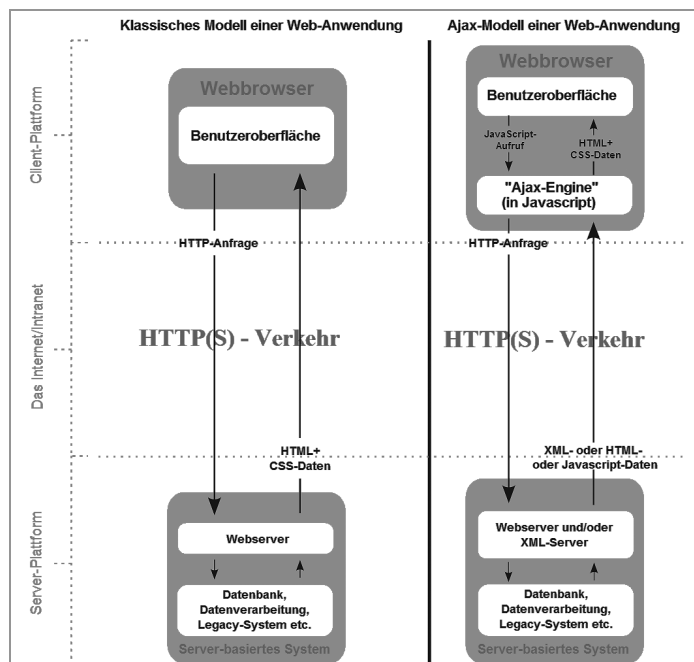 Klassisches Modell einer Web-Anwendung
Ajax-Modell einer Web-Anwendung
Client-Plattform
Das Internet/Intranet
Server-Plattform
Webbrowser
Benutzeroberfläche
HTTP-Anfrage
HTTP(S) - Verkehr
HTML+
CSS-Daten
Webserver
Datenbank,
Datenverarbeitung,
Legacy-System etc.
Server-basiertes System
Webbrowser
Benutzeroberfläche
JavaScript-
Aufruf
HTML+
CSS-Daten
"Ajax-Engine"
(in Javascript)
HTTP-Anfrage
HTTP(S) - Verkehr
XML- oder HTML-
oder Javascript-Daten
Webserver und/oder
XML-Server
Datenbank,
Datenverarbeitung,
Legacy-System etc.
Server-basiertes System